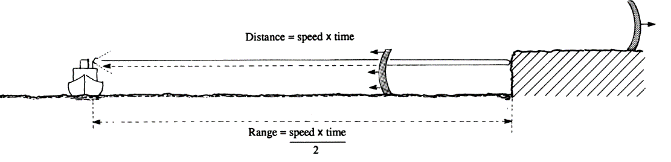 Distance = speed x time
Range = speed x time
2